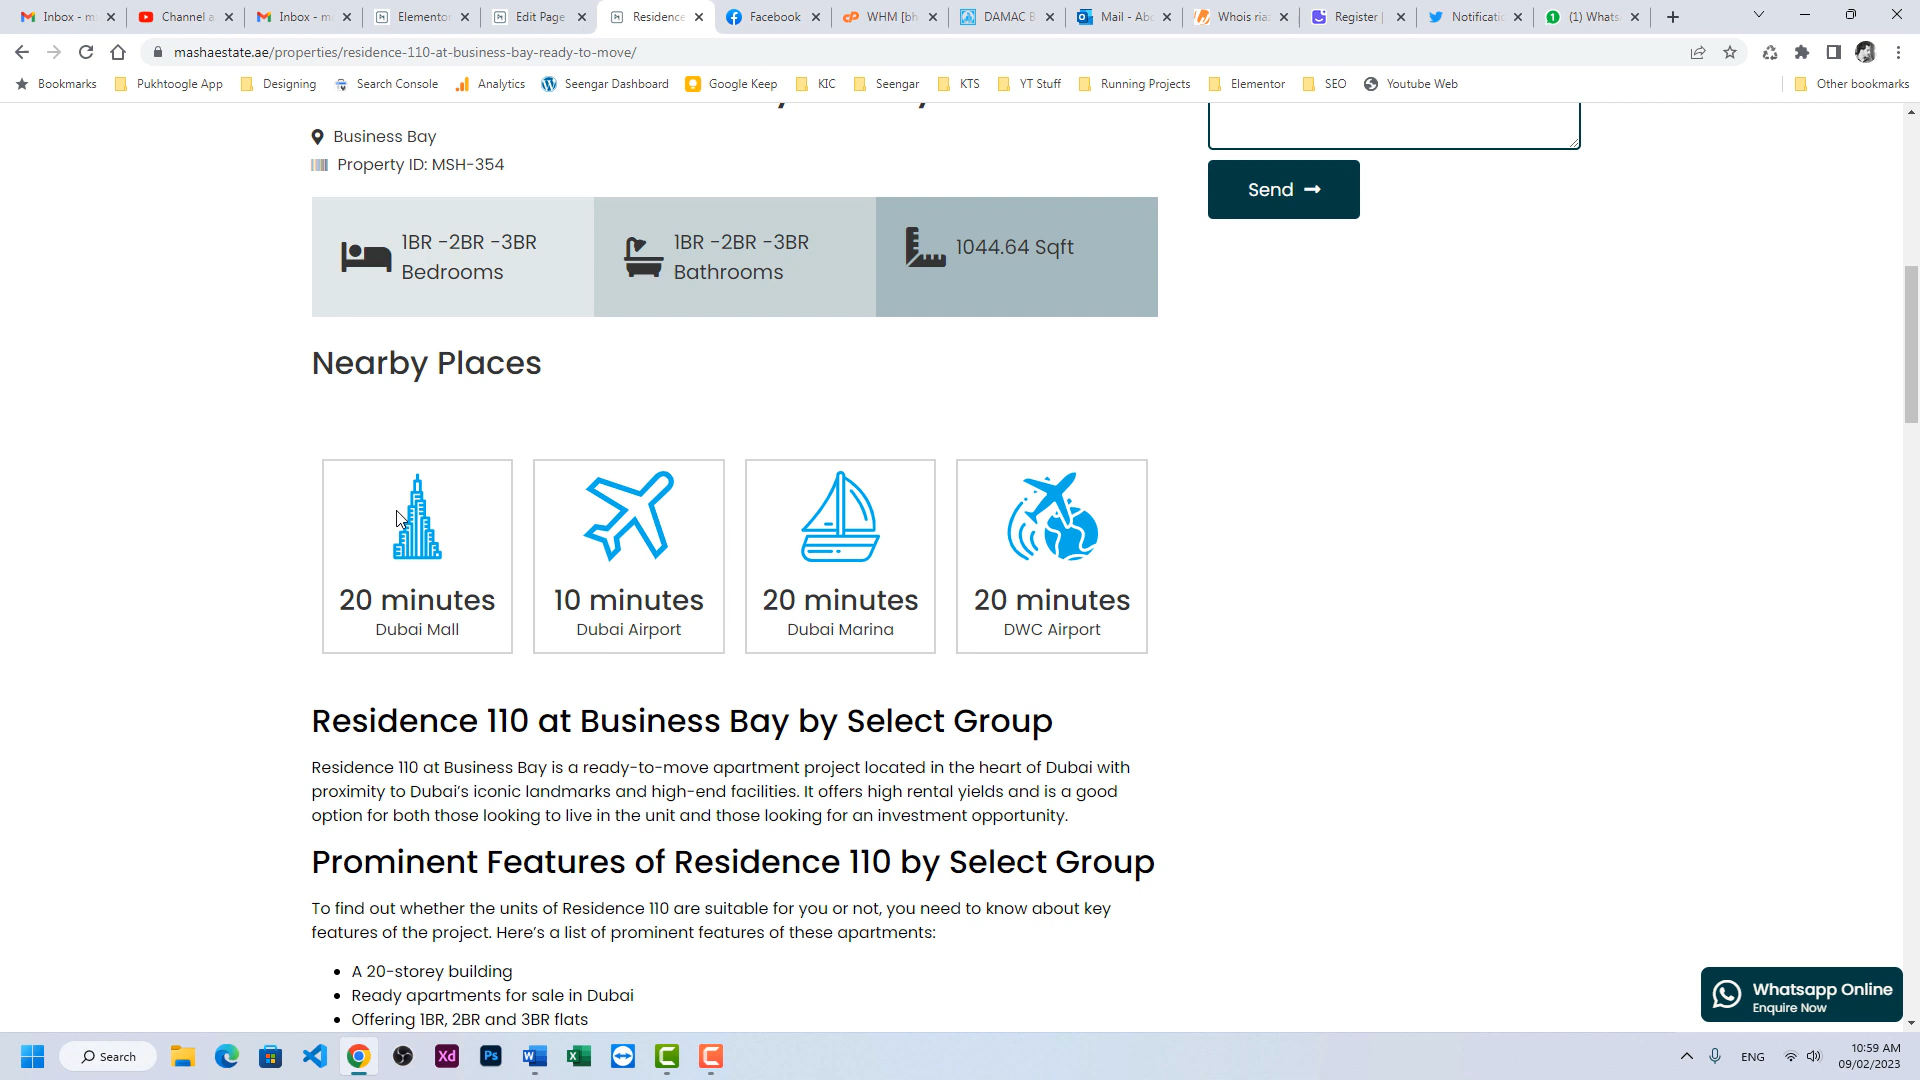 Inbox - m
Channel a
Inbox - m
Elementor
Edit Page
Residence
Facebook
WHM [bh
DAMAC B
Mail - Abd
Whois ria
Register |
Notificati
(1) Whats
mashaestate.ae/properties/residence-110-at-business-bay-ready-to-move/
Bookmarks
Pukhtoogle App
Designing
Search Console
Analytics
Seengar Dashboard
Google Keep
KIC
Seengar
KTS
YT Stuff
Running Projects
Elementor
SEO
Youtube Web
Other bookmarks
Business Bay
Property ID: MSH-354
Send
1BR -2BR -3BR
Bedrooms
1BR -2BR -3BR
Bathrooms
1044.64 Sqft
Nearby Places
20 minutes
Dubai Mall
10 minutes
Dubai Airport
20 minutes
Dubai Marina
20 minutes
DWC Airport
Residence 110 at Business Bay by Select Group
Residence 110 at Business Bay is a ready-to-move apartment project located in the heart of Dubai with
proximity to Dubai’s iconic landmarks and high-end facilities. It offers high rental yields and is a good
option for both those looking to live in the unit and those looking for an investment opportunity.
Prominent Features of Residence 110 by Select Group
To find out whether the units of Residence 110 are suitable for you or not, you need to know about key
features of the project. Here’s a list of prominent features of these apartments:
A 20-storey building
Ready apartments for sale in Dubai
Offering 1BR, 2BR and 3BR flats
Whatsapp Online
Enquire Now
Search
Xd
Ps
ENG
10:59 AM
09/02/2023